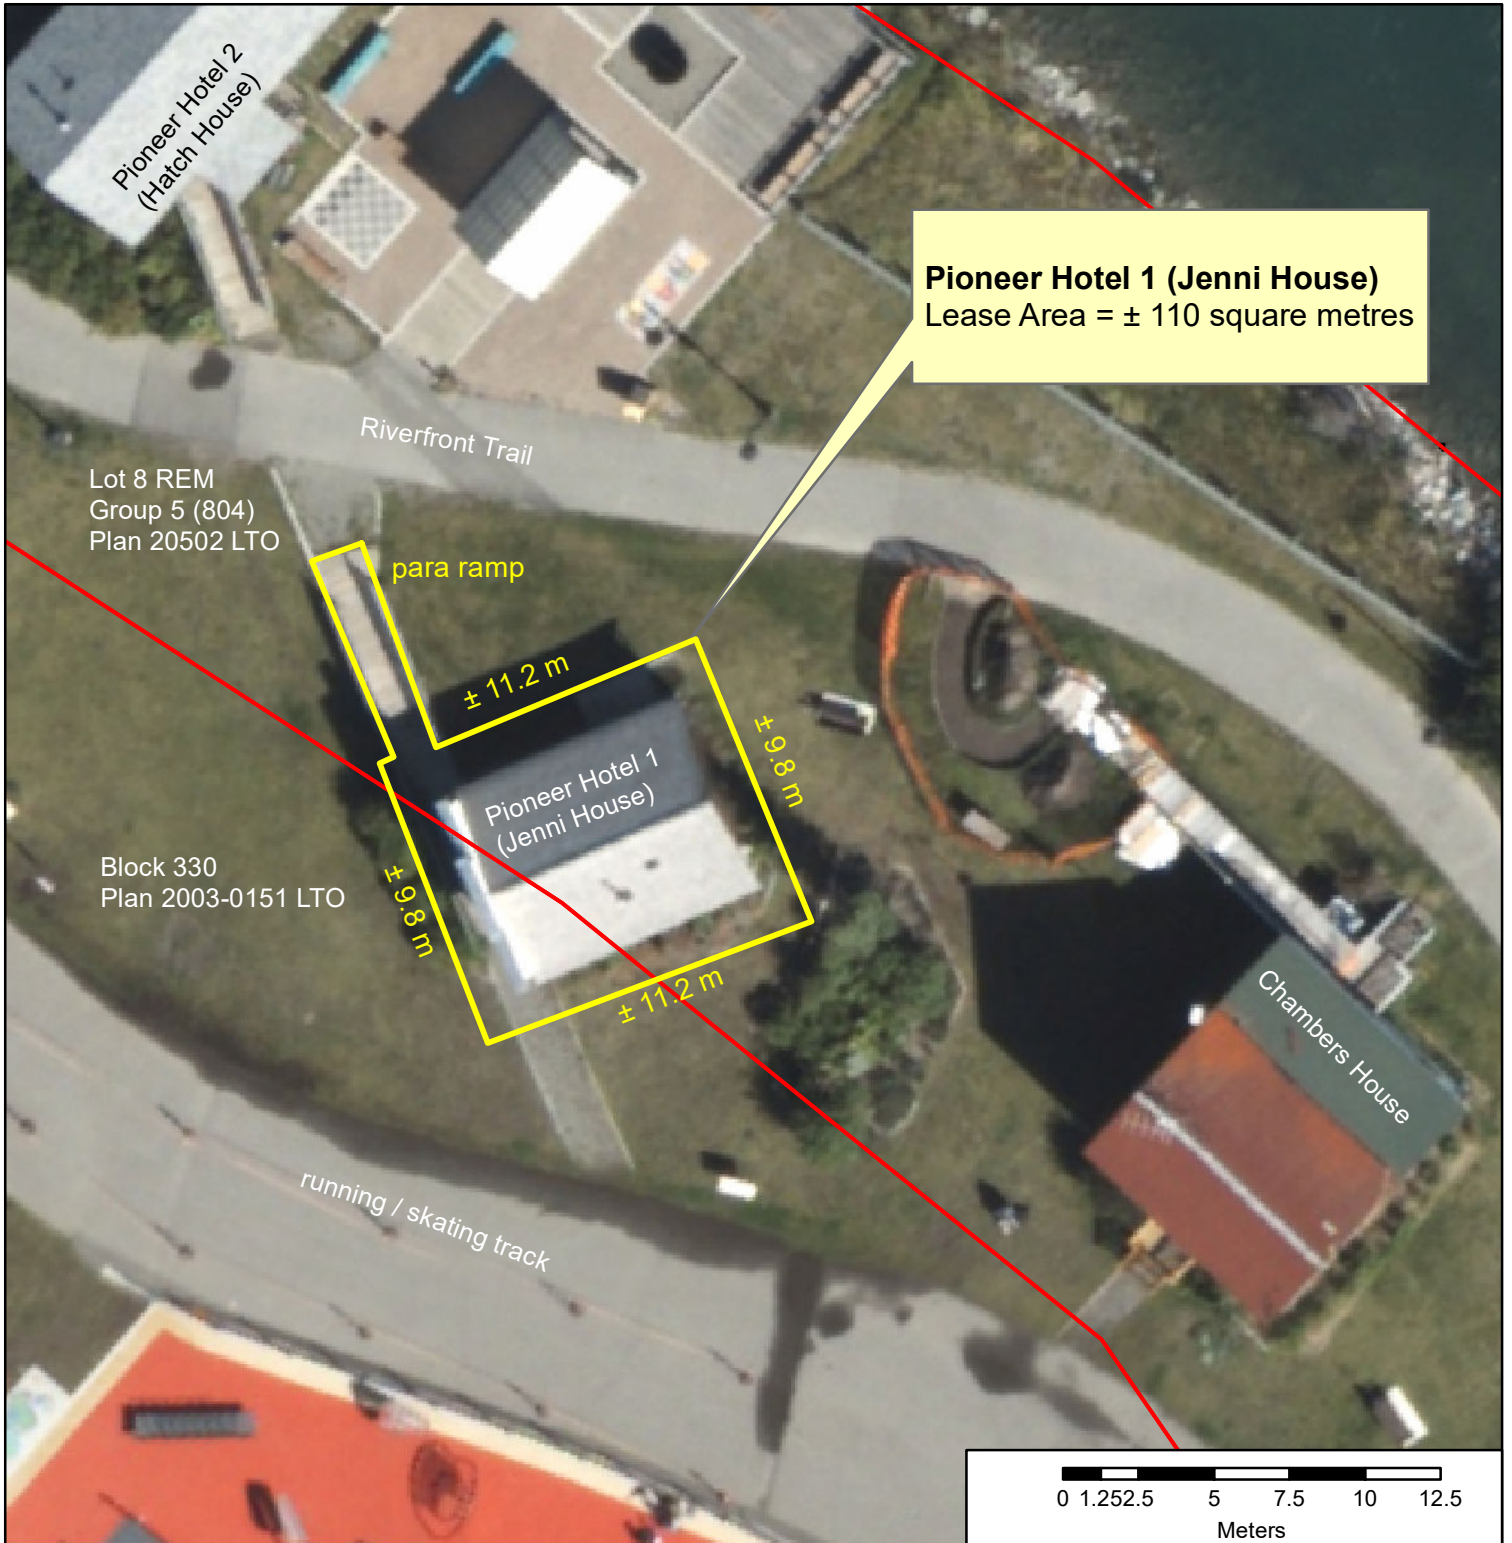 Pioneer Hotel 2
(Hatch House)
Pioneer Hotel 1 (Jenni House)
Lease Area = ± 110 square metres
Riverfront Trail
Lot 8 REM
Group 5 (804)
Plan 20502 LTO
para ramp
± 11.2 m
± 9.8 m
Pioneer Hotel 1
(Jenni House)
Block 330
Plan 2003-0151 LTO
± 9.8 m
± 11.2 m
Chambers House
running / skating track
0 1.252.5 5 7.5 10 12.5
Meters